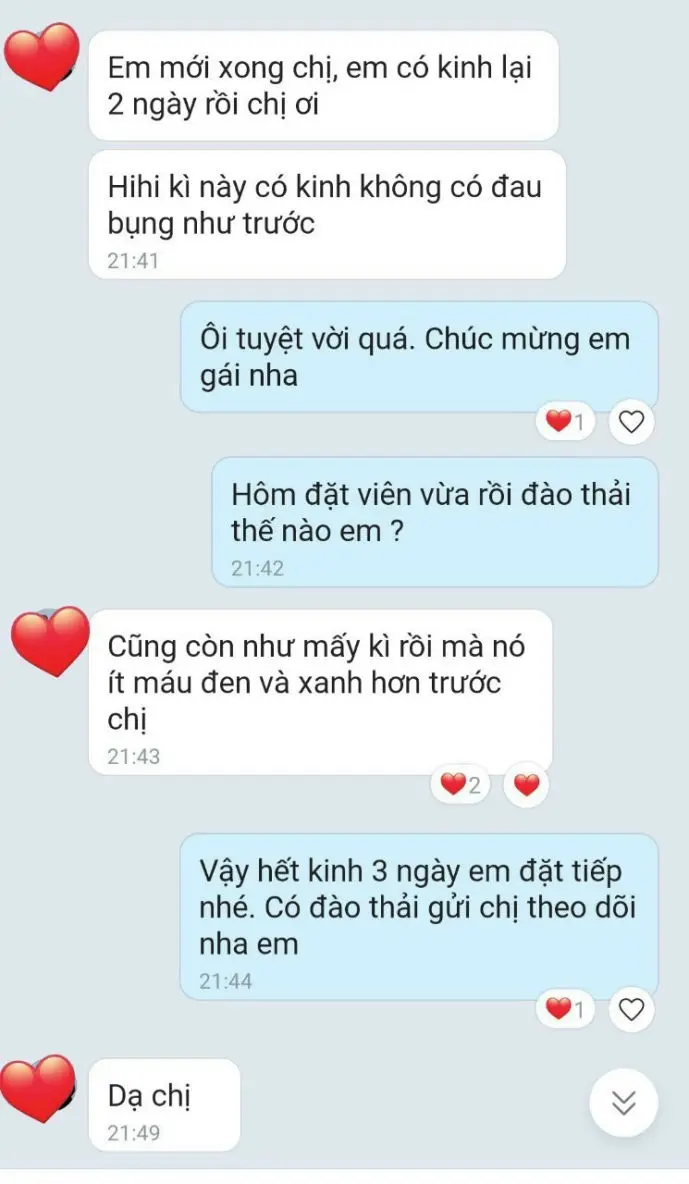 Em mới xong chị, em có kinh lại
2 ngày rồi chị ơi
Hihi kì này có kinh không có đau
bụng như trước
21:41
Ôi tuyệt vời quá. Chúc mừng em
gái nha
1
Hôm đặt viên vừa rồi đào thải
thế nào em ?
21:42
Cũng còn như mấy kì rồi mà nó
ít máu đen và xanh hơn trước
chị
21:43
2
Vậy hết kinh 3 ngày em đặt tiếp
nhé. Có đào thải gửi chị theo dõi
nha em
21:44
1
Dạ chị
21:49